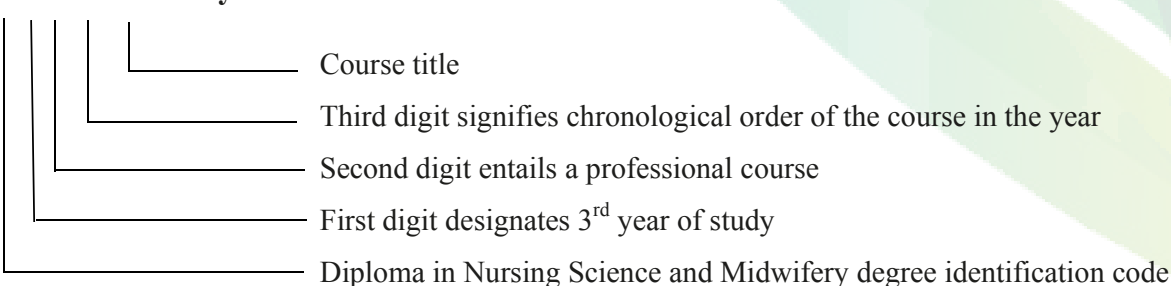 Course title
Third digit signifies chronological order of the course in the year
Second digit entails a professional course
First digit designates 3rd year of study
Diploma in Nursing Science and Midwifery degree identification code